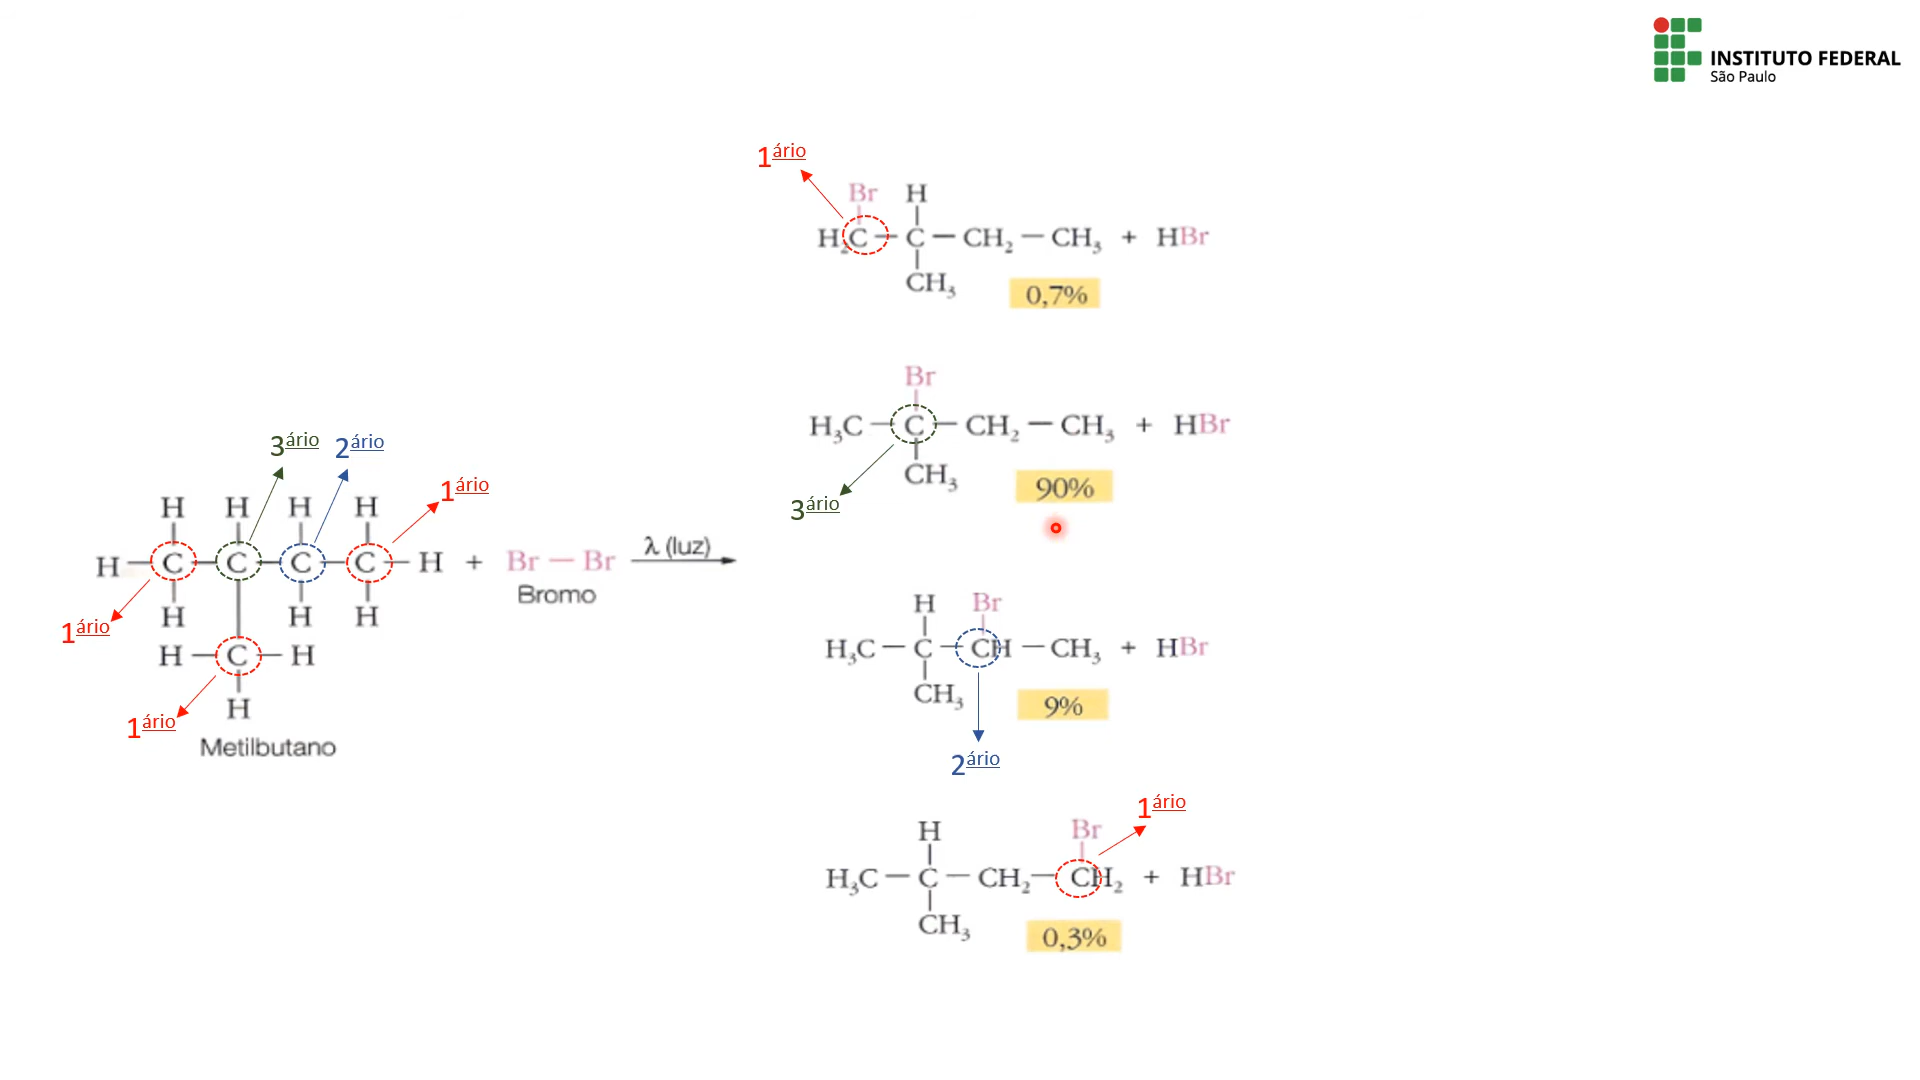 INSTITUTO FEDERAL
São Paulo
1ário
Br H
H₂C — C — CH₂ — CH₃ + HBr
CH₃
0,7%
Br
H₃C — C — CH₂ — CH₃ + HBr
CH₃
90%
3ário
3ário 2ário
1ário
H H H H
H — C — C — C — C — H + Br — Br λ (luz)
Bromo
H H H
1ário
H — C — H
1ário
H
Metilbutano
H Br
H₃C — C — CH — CH₃ + HBr
CH₃
9%
2ário
1ário
H Br
H₃C — C — CH₂ — CH₂ + HBr
CH₃
0,3%